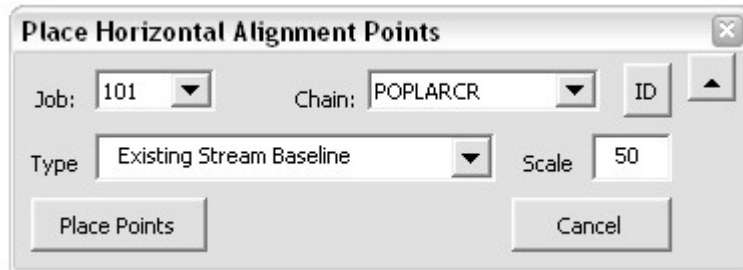 Place Horizontal Alignment Points
Job: 101 Chain: POPLARCR ID
Type Existing Stream Baseline Scale 50
Place Points Cancel